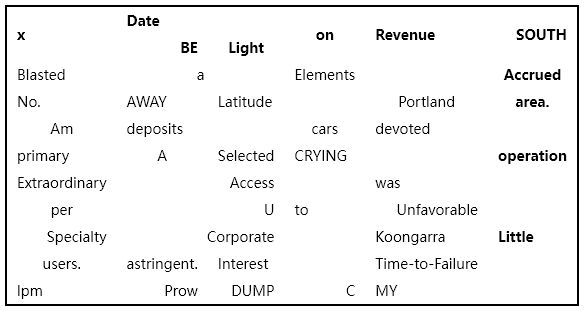 x Date BE Light on Revenue SOUTH
Blasted a Elements Accrued
No. AWAY Latitude Portland area.
Am deposits cars devoted
primary A Selected CRYING operation
Extraordinary Access was
per U to Unfavorable
Specialty Corporate Koongarra Little
users. astringent. Interest Time-to-Failure
lpm Prow DUMP C MY